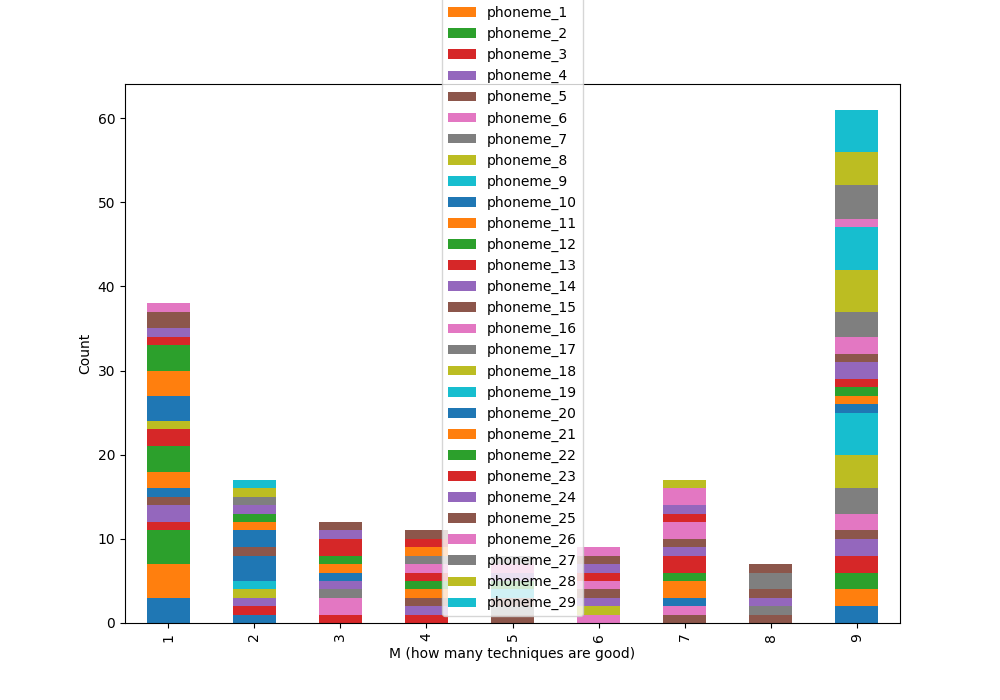 phoneme_1
phoneme_2
phoneme_3
phoneme_4
phoneme_5
phoneme_6
phoneme_7
phoneme_8
phoneme_9
phoneme_10
phoneme_11
phoneme_12
phoneme_13
phoneme_14
phoneme_15
phoneme_16
phoneme_17
phoneme_18
phoneme_19
phoneme_20
phoneme_21
phoneme_22
phoneme_23
phoneme_24
phoneme_25
phoneme_26
phoneme_27
phoneme_28
phoneme_29
60
50
40
30
20
10
0
Count
1 2 3 4 5 6 7 8 9
M (how many techniques are good)